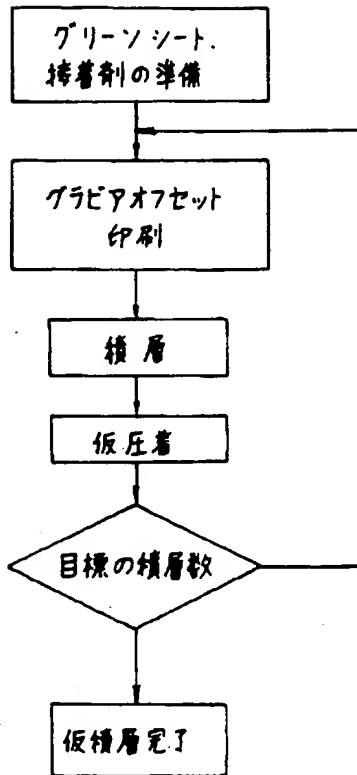 グリーンシート.
接着剤の準備
グラビアオフセット
印刷
積層
仮圧着
目標の積層数
仮積層完了